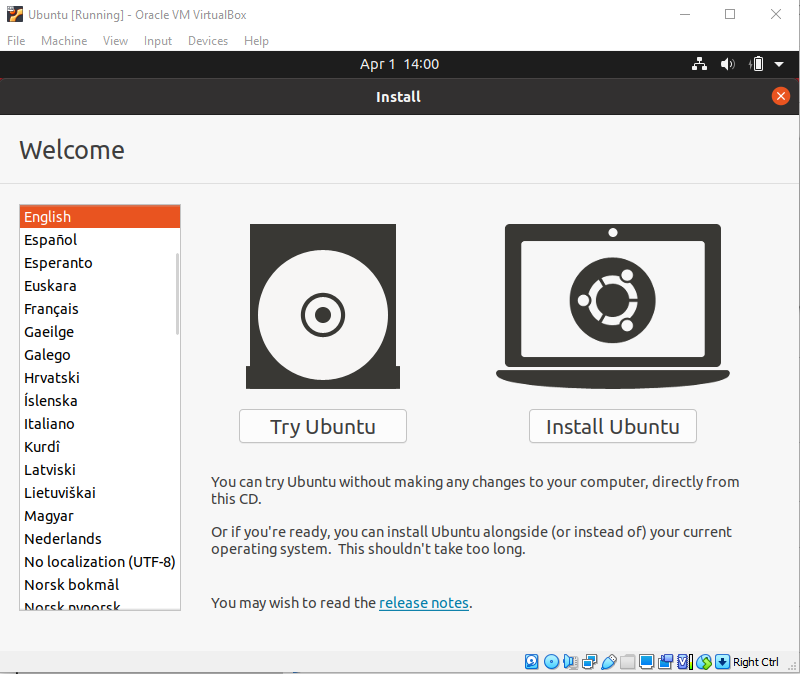 Ubuntu [Running] - Oracle VM VirtualBox
File Machine View Input Devices Help
Apr 1 14:00
Install
Welcome
English
Español
Esperanto
Euskara
Français
Gaeilge
Galego
Hrvatski
Íslenska
Italiano
Kurdî
Latviski
Lietuviškai
Magyar
Nederlands
No localization (UTF-8)
Norsk bokmål
Norsk nynorsk
Try Ubuntu
Install Ubuntu
You can try Ubuntu without making any changes to your computer, directly from
this CD.
Or if you're ready, you can install Ubuntu alongside (or instead of) your current
operating system. This shouldn't take too long.
You may wish to read the release notes.
Right Ctrl